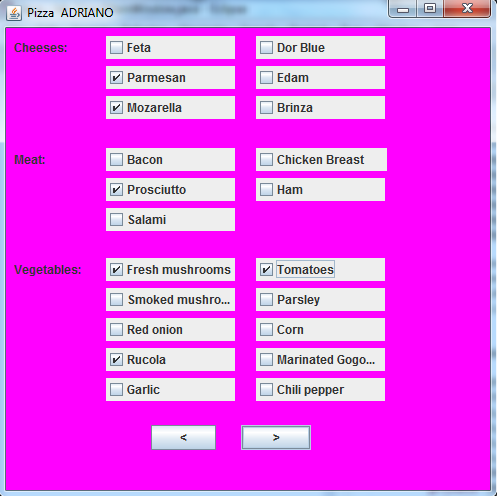 Pizza ADRIANO
Cheeses: Feta Dor Blue
Parmesan Edam
Mozarella Brinza
Meat: Bacon Chicken Breast
Prosciutto Ham
Salami
Vegetables: Fresh mushrooms Tomatoes
Smoked mushro... Parsley
Red onion Corn
Rucola Marinated Gogo...
Garlic Chili pepper
< >